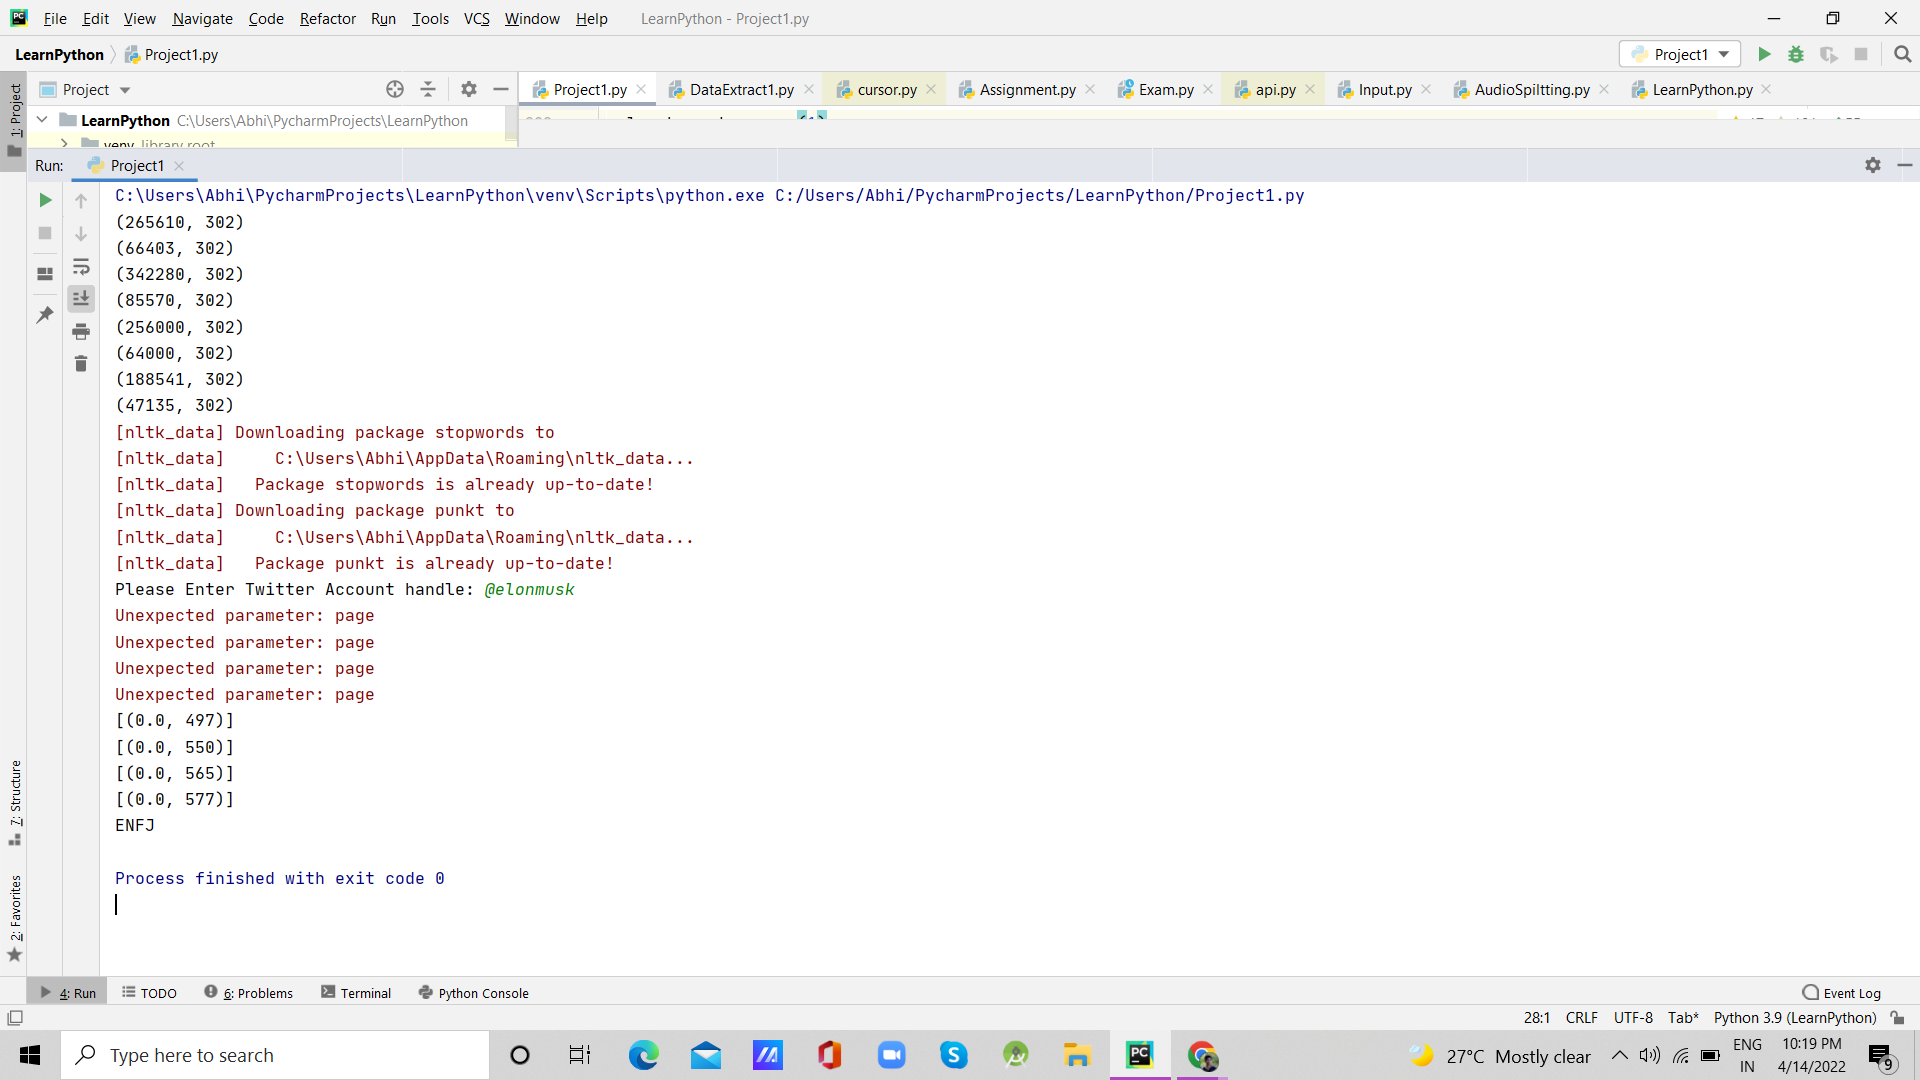 File Edit View Navigate Code Refactor Run Tools VCS Window Help LearnPython - Project1.py
LearnPython Project1.py Project1
1: Project
Project Project1.py DataExtract1.py cursor.py Assignment.py Exam.py api.py Input.py AudioSpiltting.py LearnPython.py
LearnPython C:\Users\Abhi\PycharmProjects\LearnPython
venv library root
Run: Project1
C:\Users\Abhi\PycharmProjects\LearnPython\venv\Scripts\python.exe C:/Users/Abhi/PycharmProjects/LearnPython/Project1.py
(265610, 302)
(66403, 302)
(342280, 302)
(85570, 302)
(256000, 302)
(64000, 302)
(188541, 302)
(47135, 302)
[nltk_data] Downloading package stopwords to
[nltk_data]     C:\Users\Abhi\AppData\Roaming\nltk_data...
[nltk_data]   Package stopwords is already up-to-date!
[nltk_data] Downloading package punkt to
[nltk_data]     C:\Users\Abhi\AppData\Roaming\nltk_data...
[nltk_data]   Package punkt is already up-to-date!
Please Enter Twitter Account handle: @elonmusk
Unexpected parameter: page
Unexpected parameter: page
Unexpected parameter: page
Unexpected parameter: page
[(0.0, 497)]
[(0.0, 550)]
[(0.0, 565)]
[(0.0, 577)]
ENFJ
Process finished with exit code 0
7: Structure
2: Favorites
4: Run TODO 6: Problems Terminal Python Console Event Log
28:1 CRLF UTF-8 Tab* Python 3.9 (LearnPython)
Type here to search 27°C Mostly clear ENG 10:19 PM
IN 4/14/2022 9